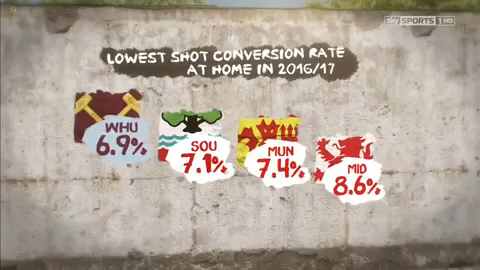 sky SPORTS 1 HD
LOWEST SHOT CONVERSION RATE
AT HOME IN 2016/17
WHU
6.9%
SOU
7.1%
MUN
7.4%
MID
8.6%